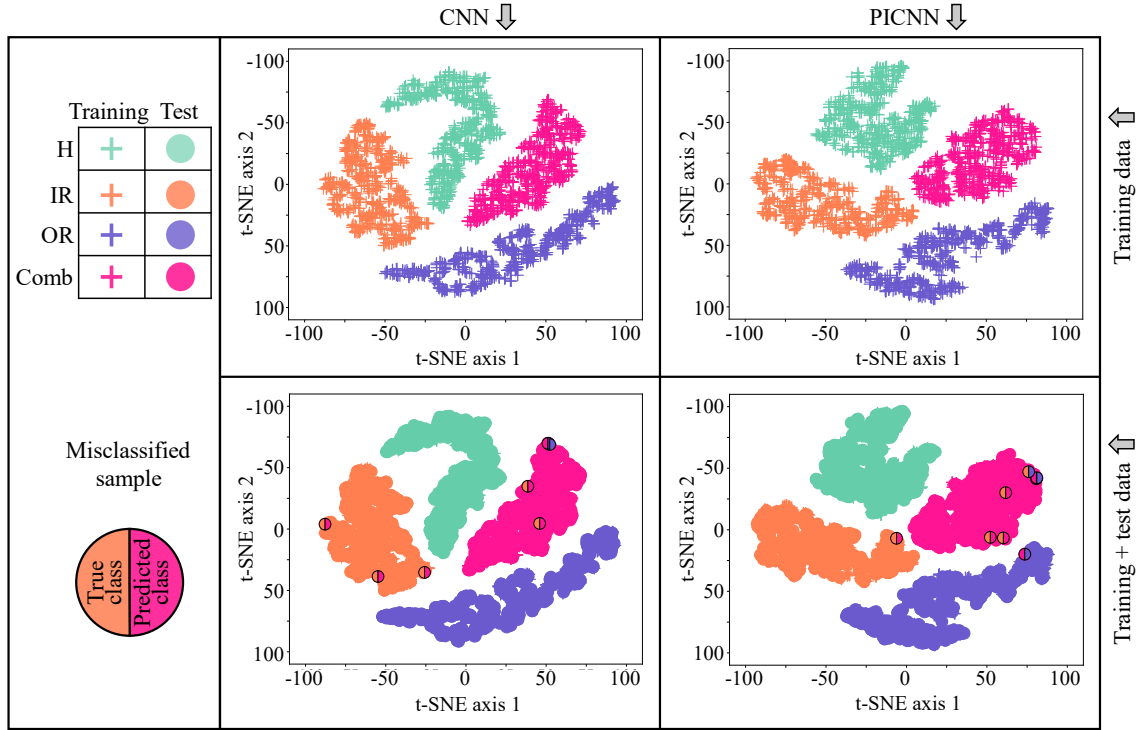 CNN
PICNN
Training Test
H
IR
OR
Comb
Misclassified
sample
True
class
Predicted
class
t-SNE axis 2
-100
-50
0
50
100
-100 -50 0 50 100
t-SNE axis 1
t-SNE axis 2
-100
-50
0
50
100
-100 -50 0 50 100
t-SNE axis 1
Training data
t-SNE axis 2
-100
-50
0
50
100
-100 -50 0 50 100
t-SNE axis 1
t-SNE axis 2
-100
-50
0
50
100
-100 -50 0 50 100
t-SNE axis 1
Training + test data